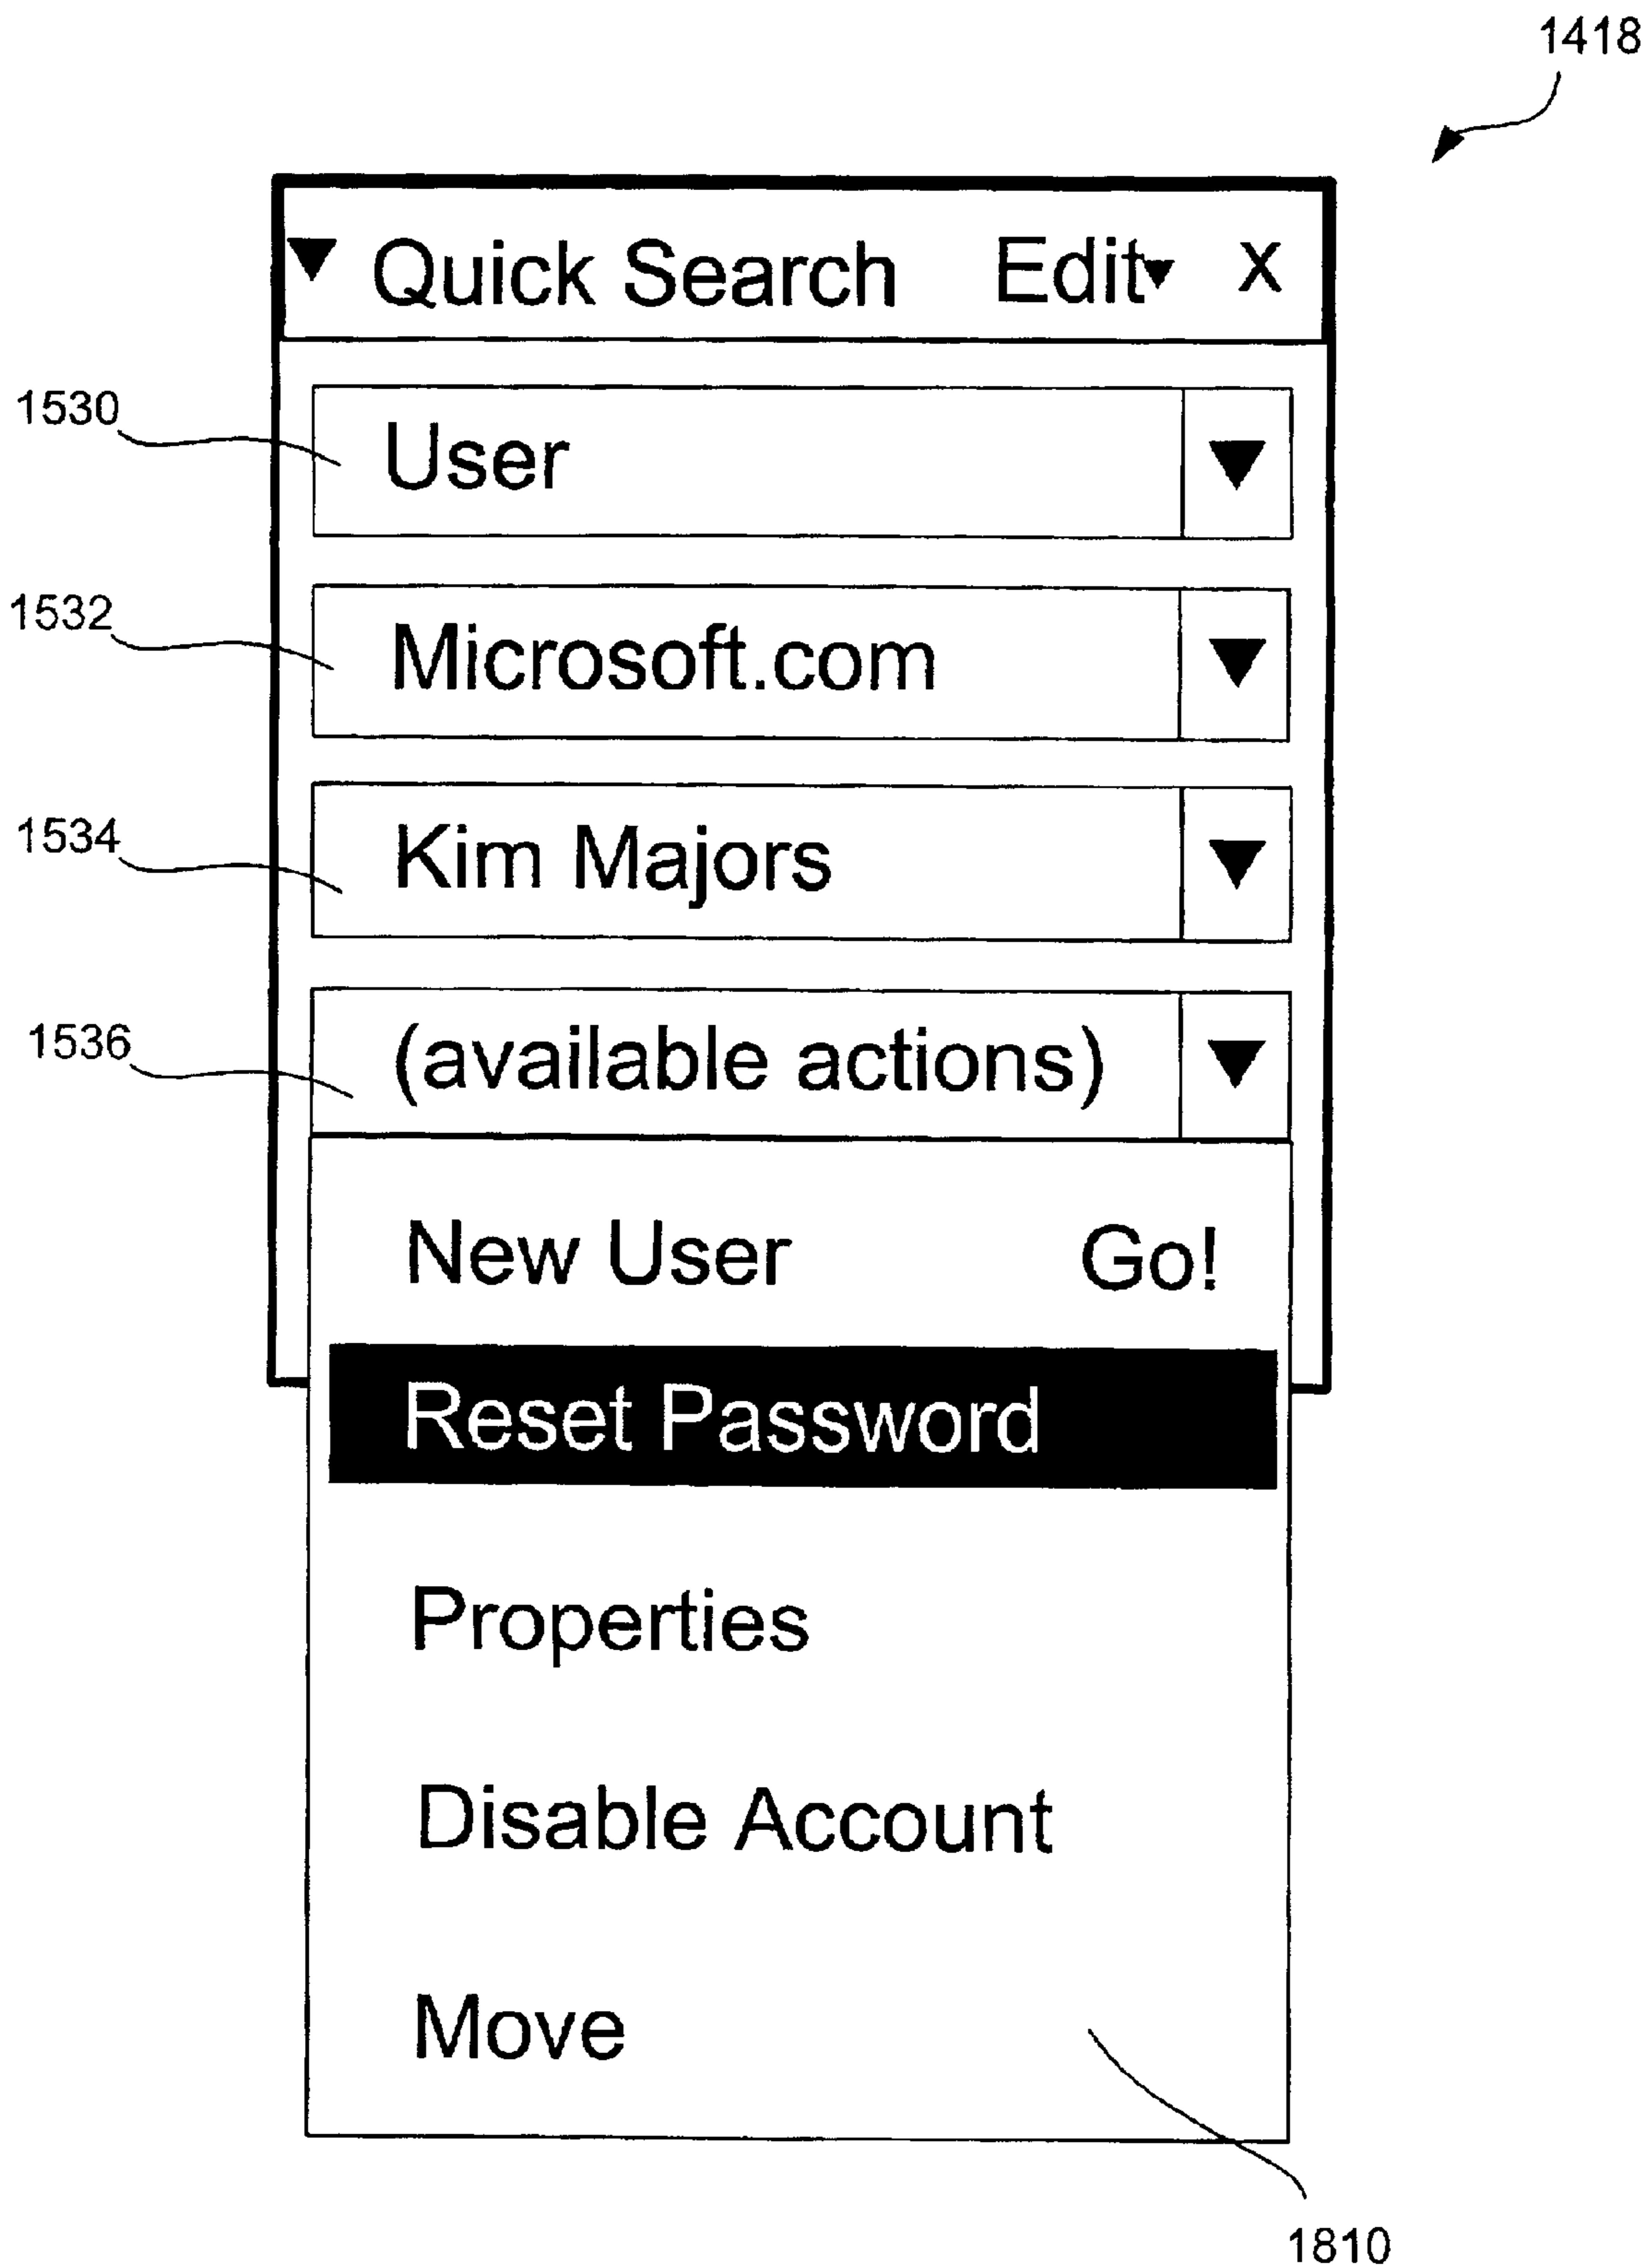 1418
Quick Search Edit x
1530
User
1532
Microsoft.com
1534
Kim Majors
1536
(available actions)
New User Go!
Reset Password
Properties
Disable Account
Move
1810